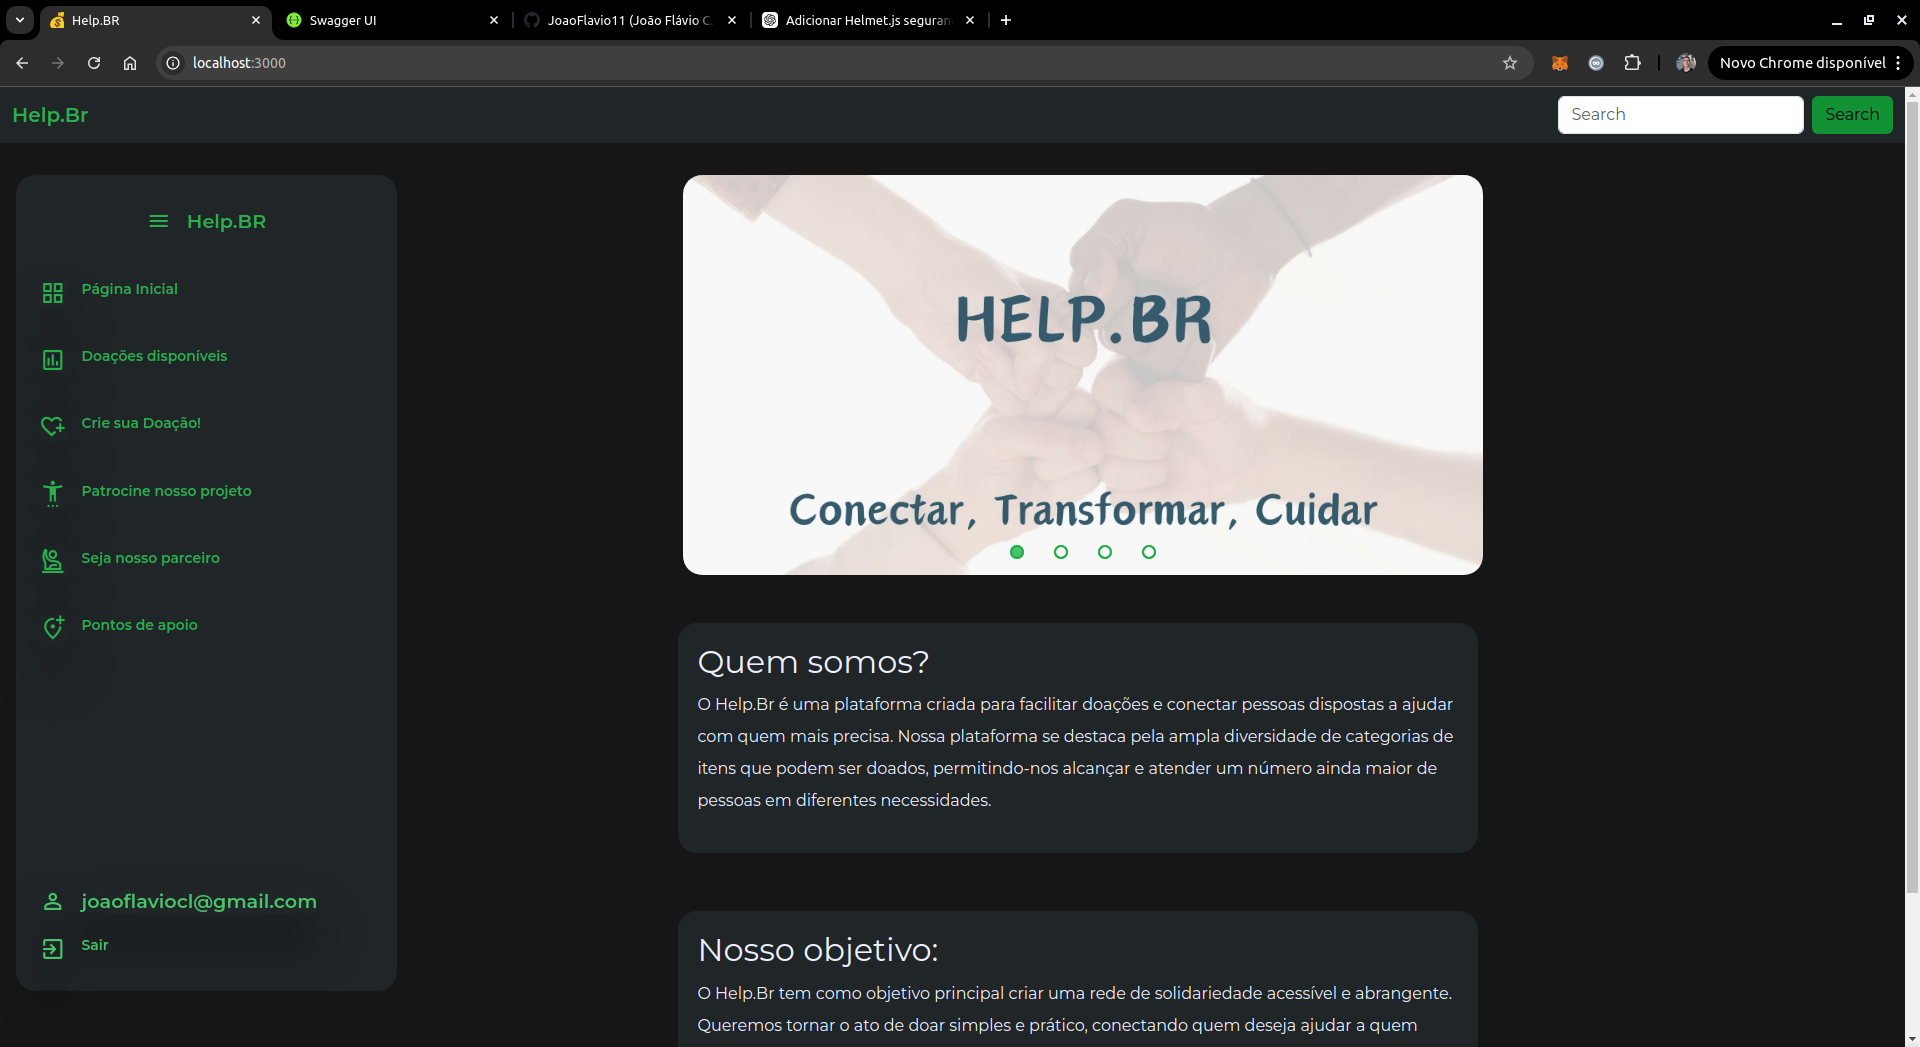 Help.BR
Swagger UI
JoaoFlavio11 (João Flávio C
Adicionar Helmet.js seguran
localhost:3000
Novo Chrome disponível
Help.Br
Search
Search
Help.BR
Página Inicial
Doações disponíveis
Crie sua Doação!
Patrocine nosso projeto
Seja nosso parceiro
Pontos de apoio
joaoflaviocl@gmail.com
Sair
HELP.BR
Conectar, Transformar, Cuidar
Quem somos?
O Help.Br é uma plataforma criada para facilitar doações e conectar pessoas dispostas a ajudar
com quem mais precisa. Nossa plataforma se destaca pela ampla diversidade de categorias de
itens que podem ser doados, permitindo-nos alcançar e atender um número ainda maior de
pessoas em diferentes necessidades.
Nosso objetivo:
O Help.Br tem como objetivo principal criar uma rede de solidariedade acessível e abrangente.
Queremos tornar o ato de doar simples e prático, conectando quem deseja ajudar a quem